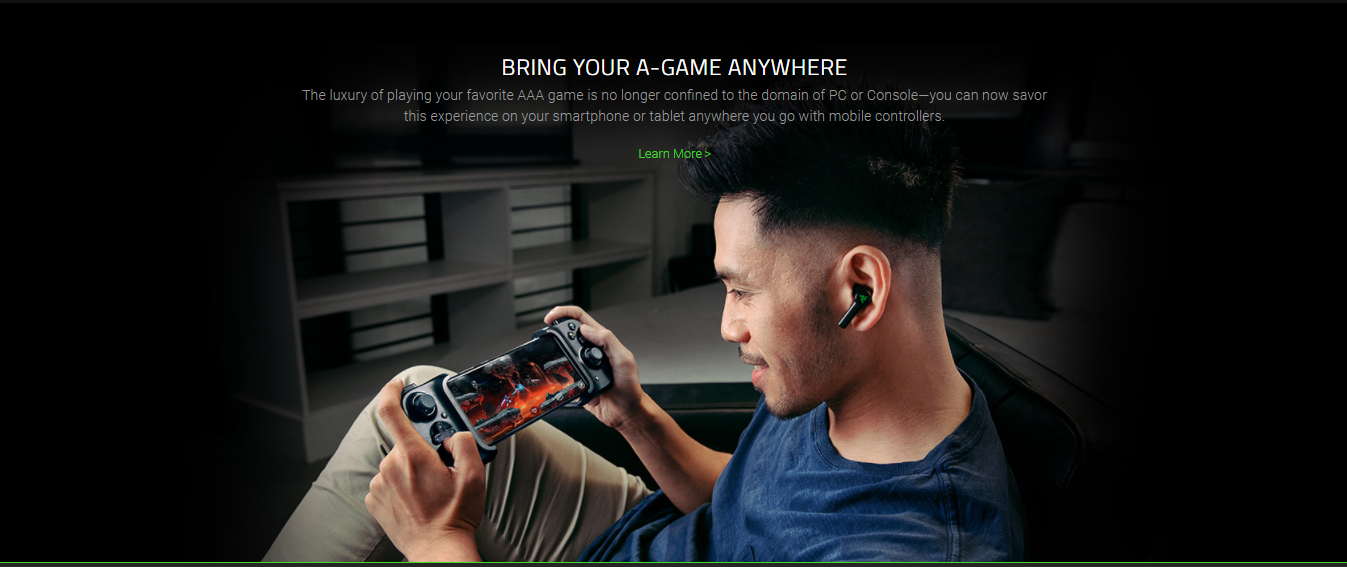 BRING YOUR A-GAME ANYWHERE
The luxury of playing your favorite AAA game is no longer confined to the domain of PC or Console—you can now savor
this experience on your smartphone or tablet anywhere you go with mobile controllers.
Learn More >